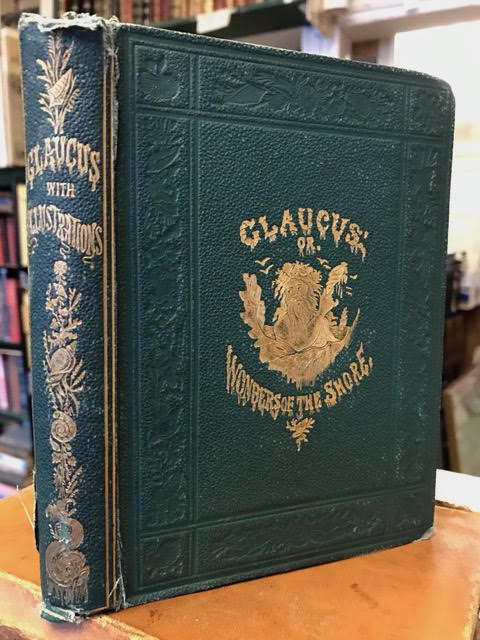 GLAUCUS
WITH
ILLUSTRATIONS
GLAUCUS;
OR,
WONDERS OF THE SHORE,